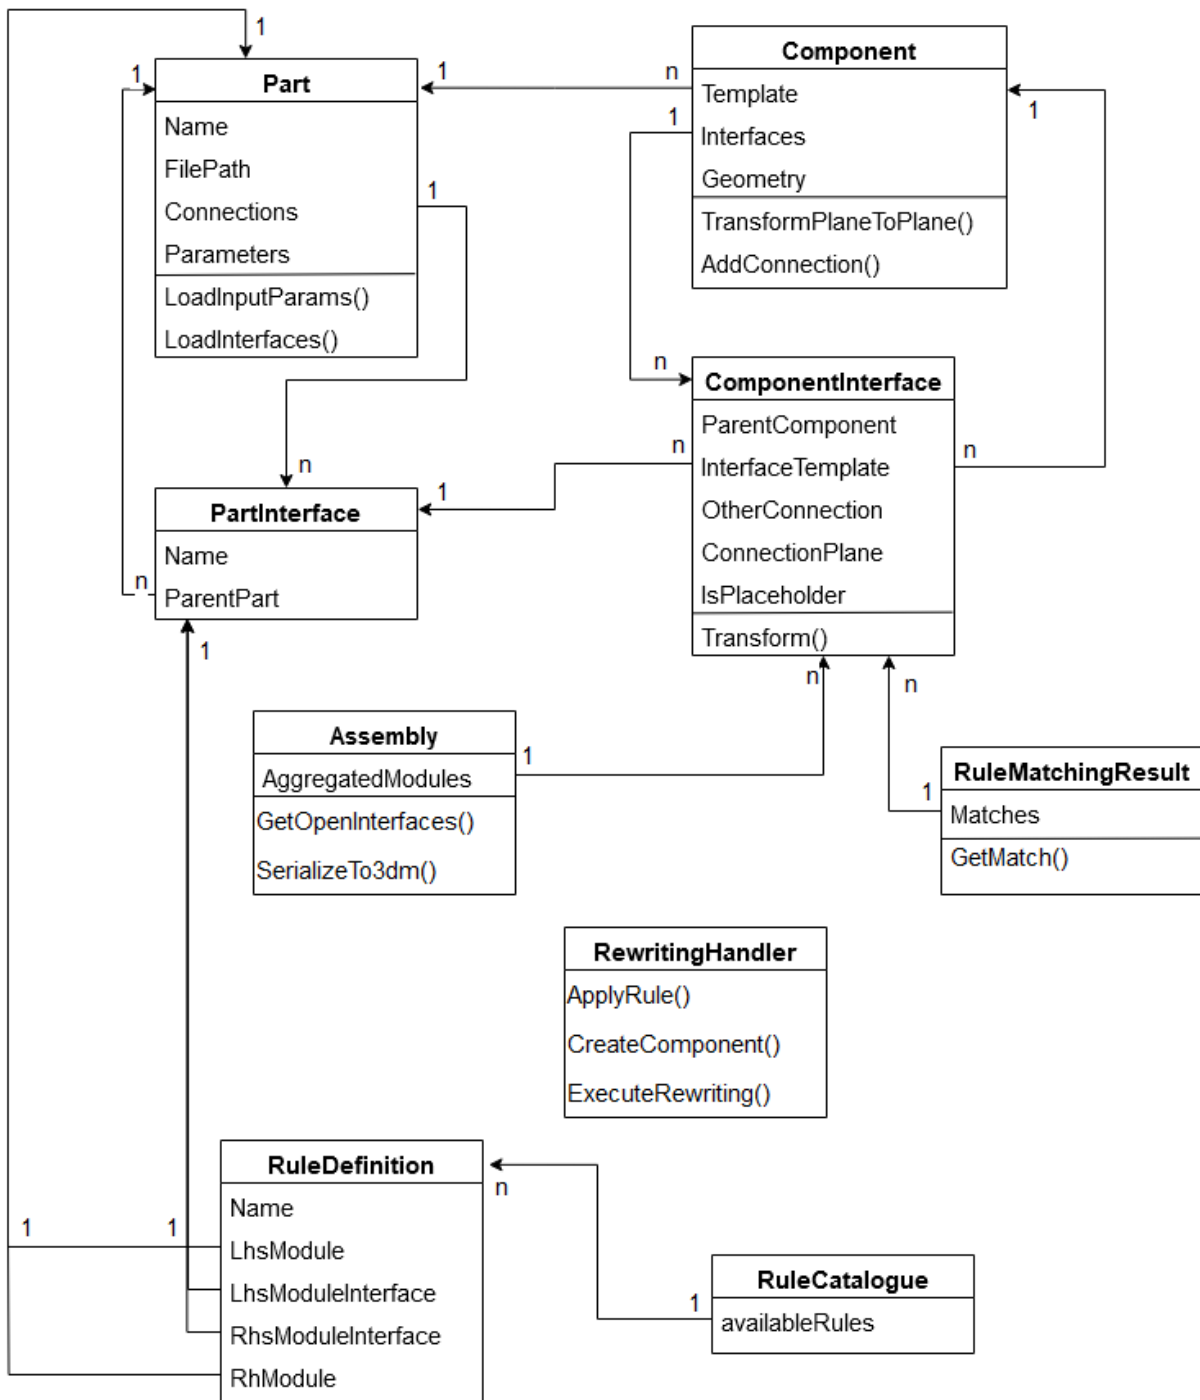 1
Part
Name
FilePath
Connections
Parameters
LoadInputParams()
LoadInterfaces()
1
1
n
1
1
Component
Template
Interfaces
Geometry
TransformPlaneToPlane()
AddConnection()
1
n
ComponentInterface
ParentComponent
InterfaceTemplate
OtherConnection
ConnectionPlane
IsPlaceholder
Transform()
n
n
n
1
n
PartInterface
Name
ParentPart
n
1
n
n
Assembly
AggregatedModules
GetOpenInterfaces()
SerializeTo3dm()
1
RuleMatchingResult
Matches
GetMatch()
1
RewritingHandler
ApplyRule()
CreateComponent()
ExecuteRewriting()
RuleDefinition
Name
LhsModule
LhsModuleInterface
RhsModuleInterface
RhModule
1
1
n
1
RuleCatalogue
availableRules